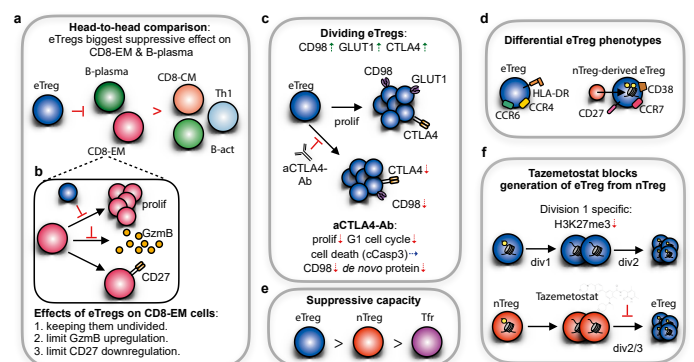 a
Head-to-head comparison:
eTregs biggest suppressive effect on
CD8-EM & B-plasma
eTreg
B-plasma
CD8-CM
>
Th1
CD8-EM
B-act
b
prolif
GzmB
CD27
Effects of eTregs on CD8-EM cells:
1. keeping them undivided.
2. limit GzmB upregulation.
3. limit CD27 downregulation.
c
Dividing eTregs:
CD98↑ GLUT1↑ CTLA4↑
CD98
GLUT1
eTreg
prolif
CTLA4
aCTLA4-
Ab
CTLA4↓
CD98↓
aCTLA4-Ab:
prolif↓ G1 cell cycle↓
cell death (cCasp3)⇢
CD98↓ de novo protein↓
e
Suppressive capacity
eTreg
nTreg
Tfr
> >
d
Differential eTreg phenotypes
eTreg
nTreg-derived eTreg
HLA-DR
CCR4
CCR6
CD38
CCR7
CD27
f
Tazemetostat blocks
generation of eTreg from nTreg
Division 1 specific:
H3K27me3↓
div1
div2
Tazemetostat
nTreg
eTreg
div2/3